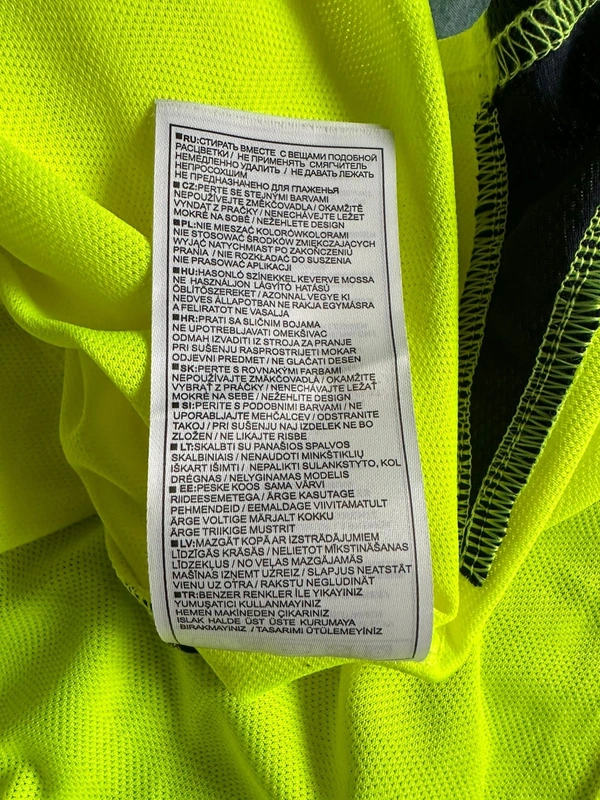 ■RU:СТИРАТЬ ВМЕСТЕ С ВЕЩАМИ ПОДОБНОЙ
РАСЦВЕТКИ / НЕ ПРИМЕНЯТЬ СМЯГЧИТЕЛЬ
НЕМЕДЛЕННО УДАЛИТЬ / НЕ ДАВАТЬ ЛЕЖАТЬ
НЕПРОСОХШИМ
НЕ ПРЕДНАЗНАЧЕНО ДЛЯ ГЛАЖЕНЬЯ
■CZ:PERTE SE STEJNÝMI BARVAMI
NEPOUŽÍVEJTE ZMĚKČOVADLA / OKAMŽITĚ
VYNDAT Z PRAČKY / NENECHÁVEJTE LEŽET
MOKRÉ NA SOBĚ / NEŽEHLETE DESIGN
■PL:NIE MIESZAĆ KOLORÓWKOLORAMI
NIE STOSOWAĆ ŚRODKÓW ZMIĘKCZAJĄCYCH
WYJĄĆ NATYCHMIAST PO ZAKOŃCZENIU
PRANIA / NIE ROZKŁADAĆ DO SUSZENIA
NIE PRASOWAĆ APLIKACJI
■HU:HASONLÓ SZÍNEKKEL KEVERVE MOSSA
NE HASZNÁLJON LÁGYÍTÓ HATÁSÚ
ÖBLÍTŐSZEREKET / AZONNAL VEGYE KI
NEDVES ÁLLAPOTBAN NE RAKJA EGYMÁSRA
A FELIRATOT NE VASALJA
■HR:PRATI SA SLIČNIM BOJAMA
NE UPOTREBLJAVATI OMEKŠIVAC
ODMAH IZVADITI IZ STROJA ZA PRANJE
PRI SUŠENJU RASPROSTRIJETI MOKAR
ODJEVNI PREDMET / NE GLAČATI DESEN
■SK:PERTE S ROVNAKÝMI FARBAMI
NEPOUŽÍVEJTE ZMÄKČOVADLÁ / OKAMŽITE
VYBRAŤ Z PRÁČKY / NENECHÁVEJTE LEŽAŤ
MOKRÉ NA SEBE / NEŽEHLITE DESIGN
■SI:PERITE S PODOBNIMI BARVAMI / NE
UPORABLJAJTE MEHČALCEV / ODSTRANITE
TAKOJ / PRI SUŠENJU NAJ IZDELEK NE BO
ZLOŽEN / NE LIKAJTE RISBE
■LT:SKALBTI SU PANAŠIOS SPALVOS
SKALBINIAIS / NENAUDOTI MINKŠTIKLIŲ
IŠKART IŠIMTI / NEPALIKTI SULANKSTYTO, KOL
DRĖGNAS / NELYGINAMAS MODELIS
■EE:PESKE KOOS SAMA VÄRVI
RIIDEESEMETEGA / ÄRGE KASUTAGE
PEHMENDEID / EEMALDAGE VIIVITAMATULT
ÄRGE VOLTIGE MÄRJALT KOKKU
ÄRGE TRIIKIGE MUSTRIT
■LV:MAZGĀT KOPĀ AR IZSTRĀDĀJUMIEM
LĪDZĪGĀS KRĀSĀS / NELIETOT MĪKSTINĀŠANAS
LĪDZEKĻUS / NO VEĻAS MAZGĀJAMĀS
MAŠĪNAS IZŅEMT UZREIZ / SLAPJUS NEATSTĀT
VIENU UZ OTRA / RAKSTU NEGLUDINĀT
■TR:BENZER RENKLER İLE YIKAYINIZ
YUMUŞATICI KULLANMAYINIZ
HEMEN MAKİNEDEN ÇIKARINIZ
ISLAK HALDE ÜST ÜSTE KURUMAYA
BIRAKMAYINIZ / TASARIMI ÜTÜLEMEYİNİZ